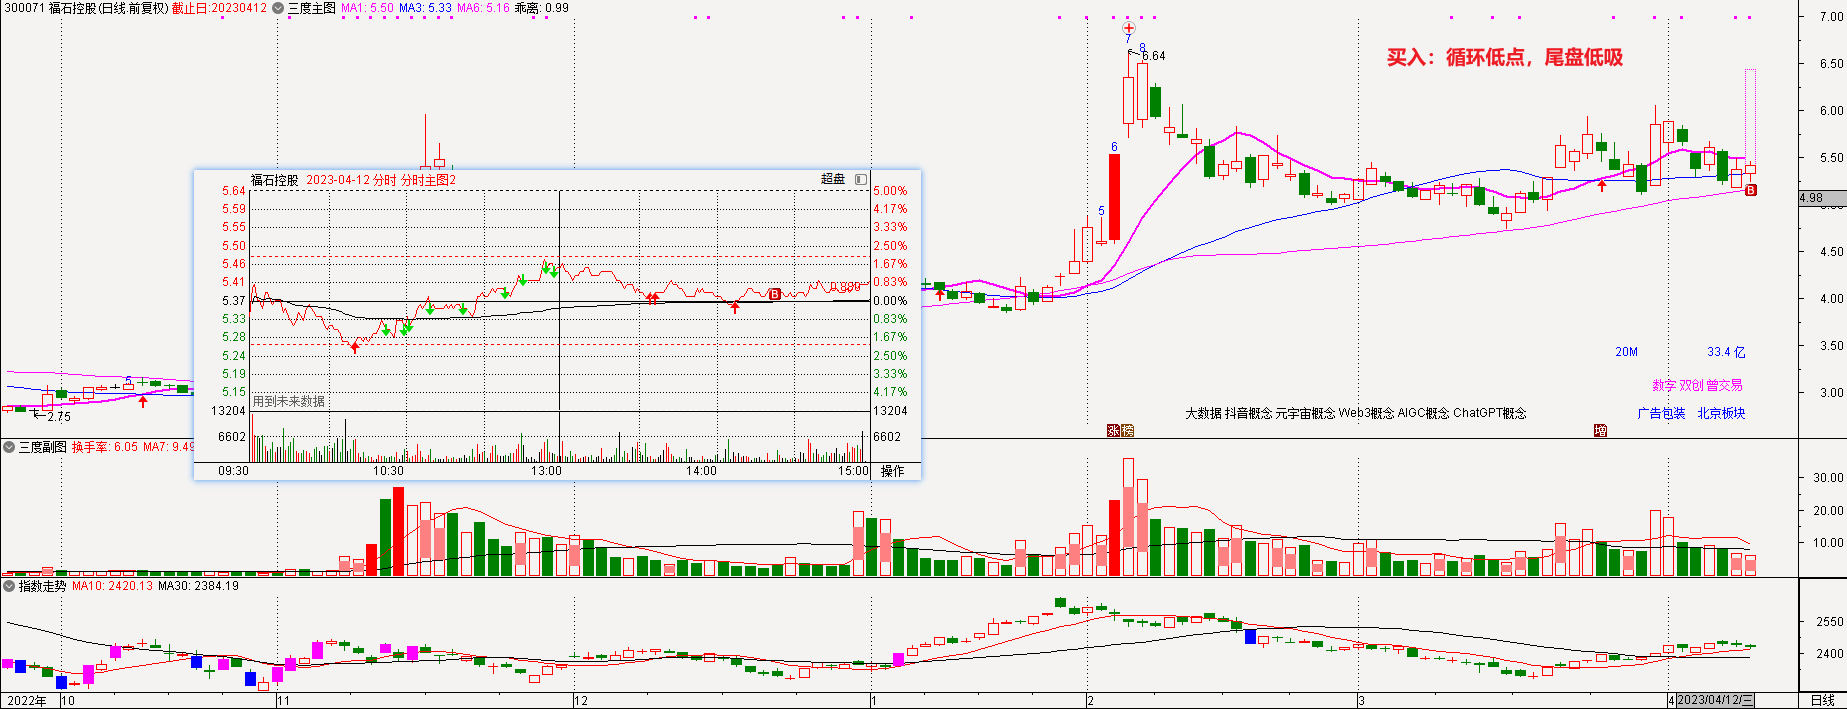 300071 福石控股(日线.前复权) 截止日:20230412 三度主图 MA1: 5.50 MA3: 5.33 MA6: 5.16 乖离: 0.99
7.00
买入：循环低点，尾盘低吸
7
8
6.64
6.50
6.00
6
5.50
5
B
4.98
5.00
4.50
4.00
3.50
3.00
福石控股 2023-04-12 分时 分时主图2 超盘
5.64 5.00%
5.59 4.17%
5.55 3.33%
5.50 2.50%
5.46 1.67%
5.41 0.83%
5.37 0.00%
5.33 0.83%
5.28 1.67%
5.24 2.50%
5.19 3.33%
5.15 4.17%
B
用到未来数据
13204 13204
6602 6602
09:30 10:30 13:00 14:00 15:00 操作
5
2.75
20M 33.4 亿
数字 双创 曾交易
大数据 抖音概念 元宇宙概念 Web3概念 AIGC概念 ChatGPT概念 广告包装 北京板块
涨 榜 增
三度副图 换手率: 6.05 MA7: 9.49
30.00
20.00
10.00
指数走势 MA10: 2420.13 MA30: 2384.19
2550
2400
2022年 10 11 12 1 2 3 4 2023/04/12/三 日线